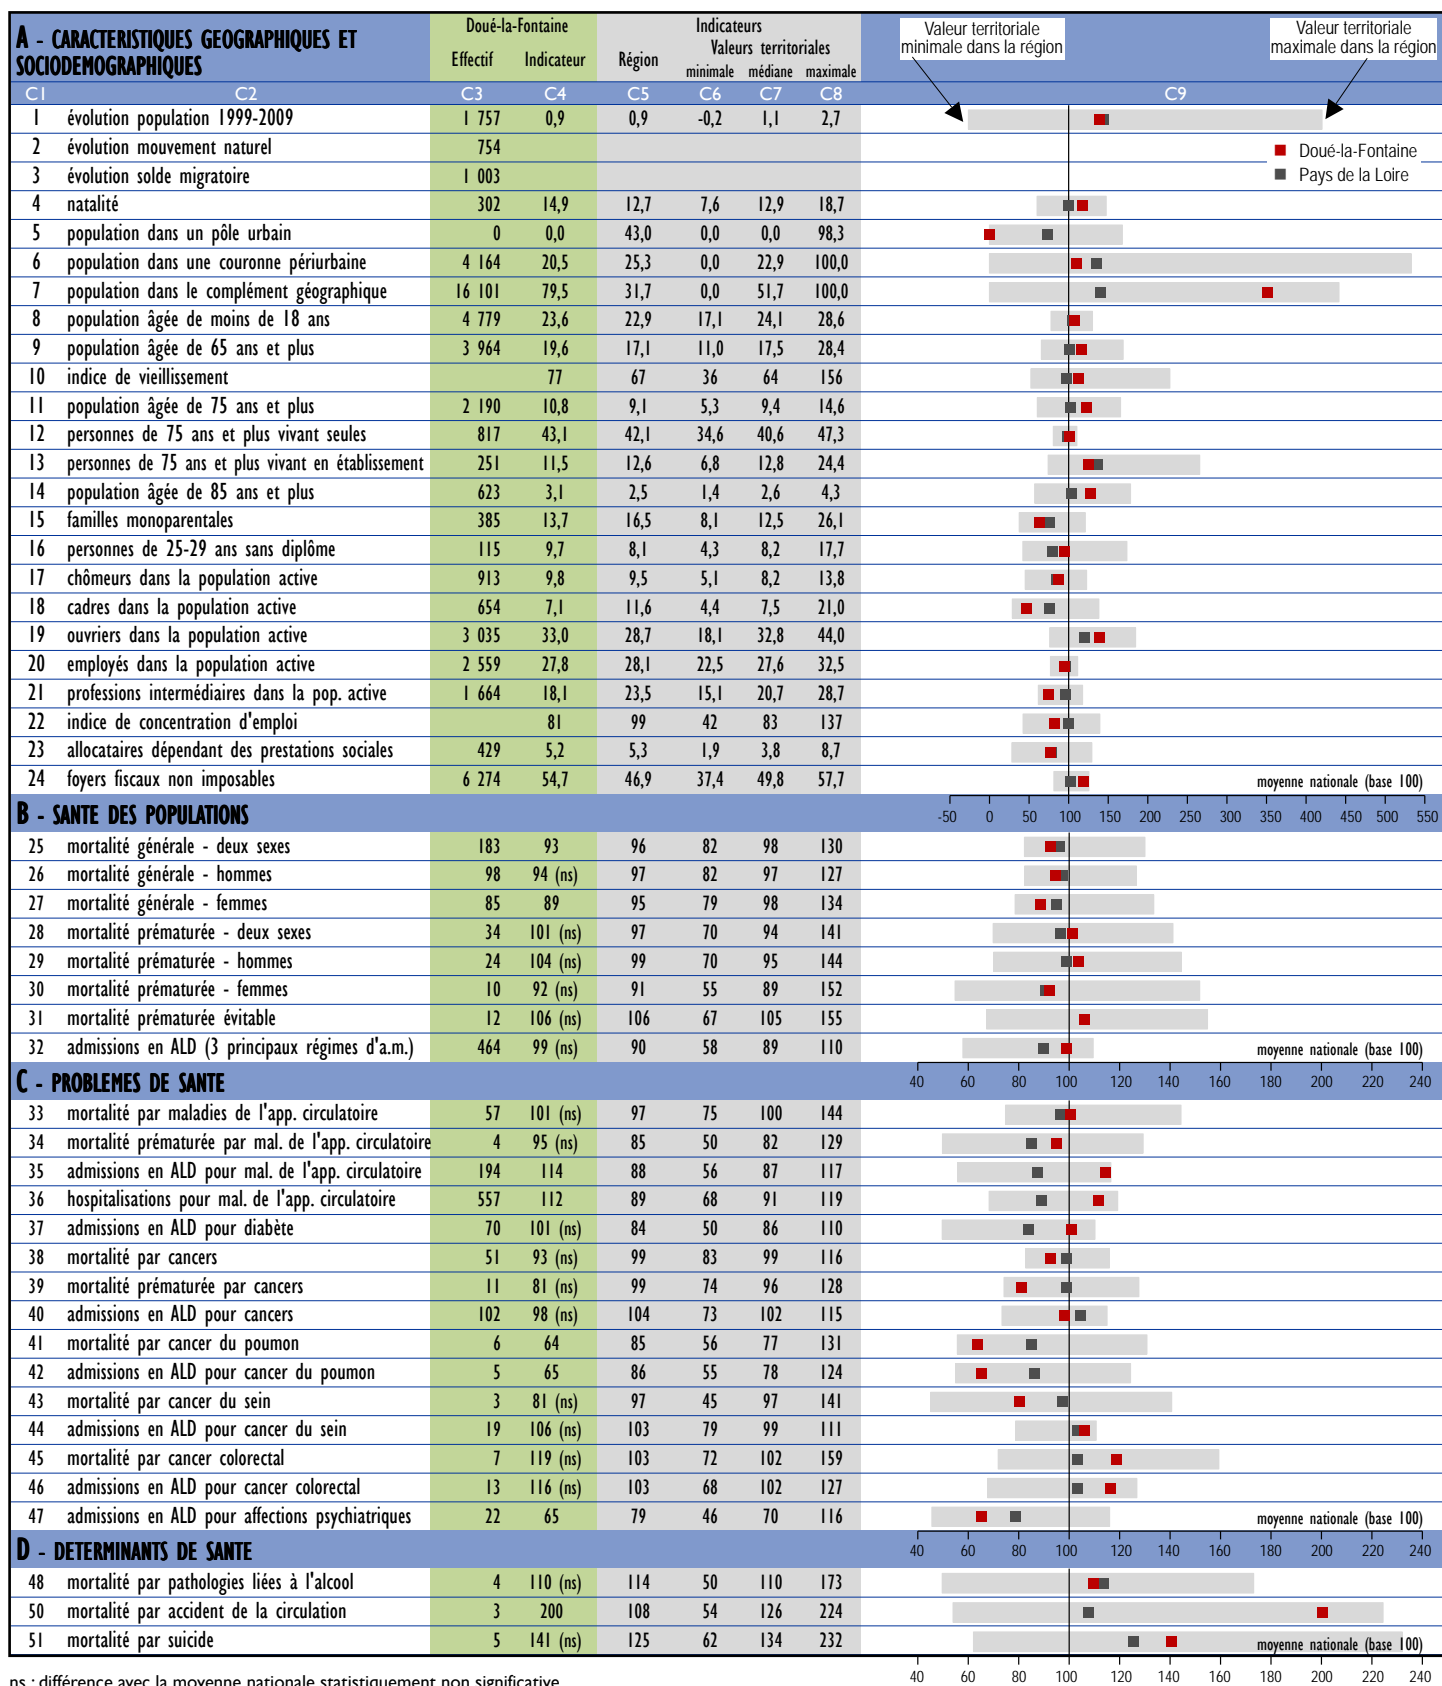 A - CARACTERISTIQUES GEOGRAPHIQUES ET SOCIODEMOGRAPHIQUES
Doué-la-Fontaine Indicateurs
Effectif Indicateur Région Valeurs territoriales
minimale médiane maximale
Valeur territoriale minimale dans la région
Valeur territoriale maximale dans la région
C1 C2 C3 C4 C5 C6 C7 C8 C9
1 évolution population 1999-2009 1 757 0,9 0,9 -0,2 1,1 2,7
2 évolution mouvement naturel 754
Doué-la-Fontaine
3 évolution solde migratoire 1 003
Pays de la Loire
4 natalité 302 14,9 12,7 7,6 12,9 18,7
5 population dans un pôle urbain 0 0,0 43,0 0,0 0,0 98,3
6 population dans une couronne périurbaine 4 164 20,5 25,3 0,0 22,9 100,0
7 population dans le complément géographique 16 101 79,5 31,7 0,0 51,7 100,0
8 population âgée de moins de 18 ans 4 779 23,6 22,9 17,1 24,1 28,6
9 population âgée de 65 ans et plus 3 964 19,6 17,1 11,0 17,5 28,4
10 indice de vieillissement 77 67 36 64 156
11 population âgée de 75 ans et plus 2 190 10,8 9,1 5,3 9,4 14,6
12 personnes de 75 ans et plus vivant seules 817 43,1 42,1 34,6 40,6 47,3
13 personnes de 75 ans et plus vivant en établissement 251 11,5 12,6 6,8 12,8 24,4
14 population âgée de 85 ans et plus 623 3,1 2,5 1,4 2,6 4,3
15 familles monoparentales 385 13,7 16,5 8,1 12,5 26,1
16 personnes de 25-29 ans sans diplôme 115 9,7 8,1 4,3 8,2 17,7
17 chômeurs dans la population active 913 9,8 9,5 5,1 8,2 13,8
18 cadres dans la population active 654 7,1 11,6 4,4 7,5 21,0
19 ouvriers dans la population active 3 035 33,0 28,7 18,1 32,8 44,0
20 employés dans la population active 2 559 27,8 28,1 22,5 27,6 32,5
21 professions intermédiaires dans la pop. active 1 664 18,1 23,5 15,1 20,7 28,7
22 indice de concentration d'emploi 81 99 42 83 137
23 allocataires dépendant des prestations sociales 429 5,2 5,3 1,9 3,8 8,7
24 foyers fiscaux non imposables 6 274 54,7 46,9 37,4 49,8 57,7 moyenne nationale (base 100)
B - SANTE DES POPULATIONS -50 0 50 100 150 200 250 300 350 400 450 500 550
25 mortalité générale - deux sexes 183 93 96 82 98 130
26 mortalité générale - hommes 98 94 (ns) 97 82 97 127
27 mortalité générale - femmes 85 89 95 79 98 134
28 mortalité prématurée - deux sexes 34 101 (ns) 97 70 94 141
29 mortalité prématurée - hommes 24 104 (ns) 99 70 95 144
30 mortalité prématurée - femmes 10 92 (ns) 91 55 89 152
31 mortalité prématurée évitable 12 106 (ns) 106 67 105 155
32 admissions en ALD (3 principaux régimes d'a.m.) 464 99 (ns) 90 58 89 110 moyenne nationale (base 100)
C - PROBLEMES DE SANTE 40 60 80 100 120 140 160 180 200 220 240
33 mortalité par maladies de l'app. circulatoire 57 101 (ns) 97 75 100 144
34 mortalité prématurée par mal. de l'app. circulatoire 4 95 (ns) 85 50 82 129
35 admissions en ALD pour mal. de l'app. circulatoire 194 114 88 56 87 117
36 hospitalisations pour mal. de l'app. circulatoire 557 112 89 68 91 119
37 admissions en ALD pour diabète 70 101 (ns) 84 50 86 110
38 mortalité par cancers 51 93 (ns) 99 83 99 116
39 mortalité prématurée par cancers 11 81 (ns) 99 74 96 128
40 admissions en ALD pour cancers 102 98 (ns) 104 73 102 115
41 mortalité par cancer du poumon 6 64 85 56 77 131
42 admissions en ALD pour cancer du poumon 5 65 86 55 78 124
43 mortalité par cancer du sein 3 81 (ns) 97 45 97 141
44 admissions en ALD pour cancer du sein 19 106 (ns) 103 79 99 111
45 mortalité par cancer colorectal 7 119 (ns) 103 72 102 159
46 admissions en ALD pour cancer colorectal 13 116 (ns) 103 68 102 127
47 admissions en ALD pour affections psychiatriques 22 65 79 46 70 116 moyenne nationale (base 100)
D - DETERMINANTS DE SANTE 40 60 80 100 120 140 160 180 200 220 240
48 mortalité par pathologies liées à l'alcool 4 110 (ns) 114 50 110 173
50 mortalité par accident de la circulation 3 200 108 54 126 224
51 mortalité par suicide 5 141 (ns) 125 62 134 232 moyenne nationale (base 100)
40 60 80 100 120 140 160 180 200 220 240
ns : différence avec la moyenne nationale statistiquement non significative